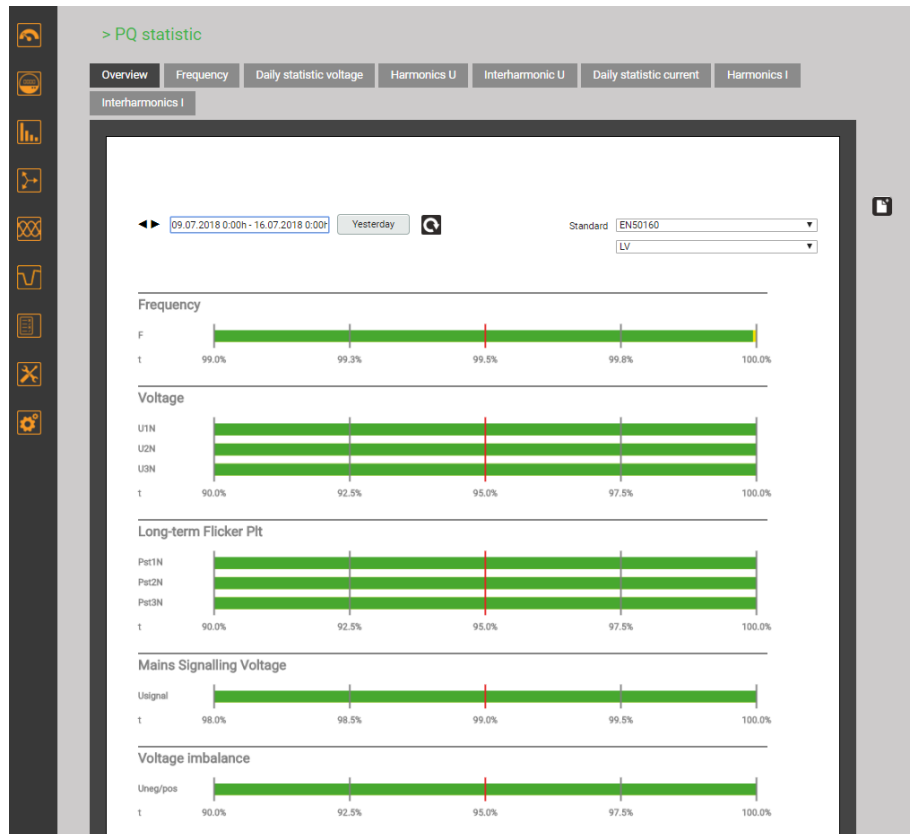 > PQ statistic
Overview Frequency Daily statistic voltage Harmonics U Interharmonic U Daily statistic current Harmonics I
Interharmonics I
09.07.2018 0:00h - 16.07.2018 0:00h Yesterday Standard EN50160
LV
Frequency
F
t 99.0% 99.3% 99.5% 99.8% 100.0%
Voltage
U1N
U2N
U3N
t 90.0% 92.5% 95.0% 97.5% 100.0%
Long-term Flicker Plt
Pst1N
Pst2N
Pst3N
t 90.0% 92.5% 95.0% 97.5% 100.0%
Mains Signalling Voltage
Usignal
t 98.0% 98.5% 99.0% 99.5% 100.0%
Voltage imbalance
Uneg/pos
t 90.0% 92.5% 95.0% 97.5% 100.0%